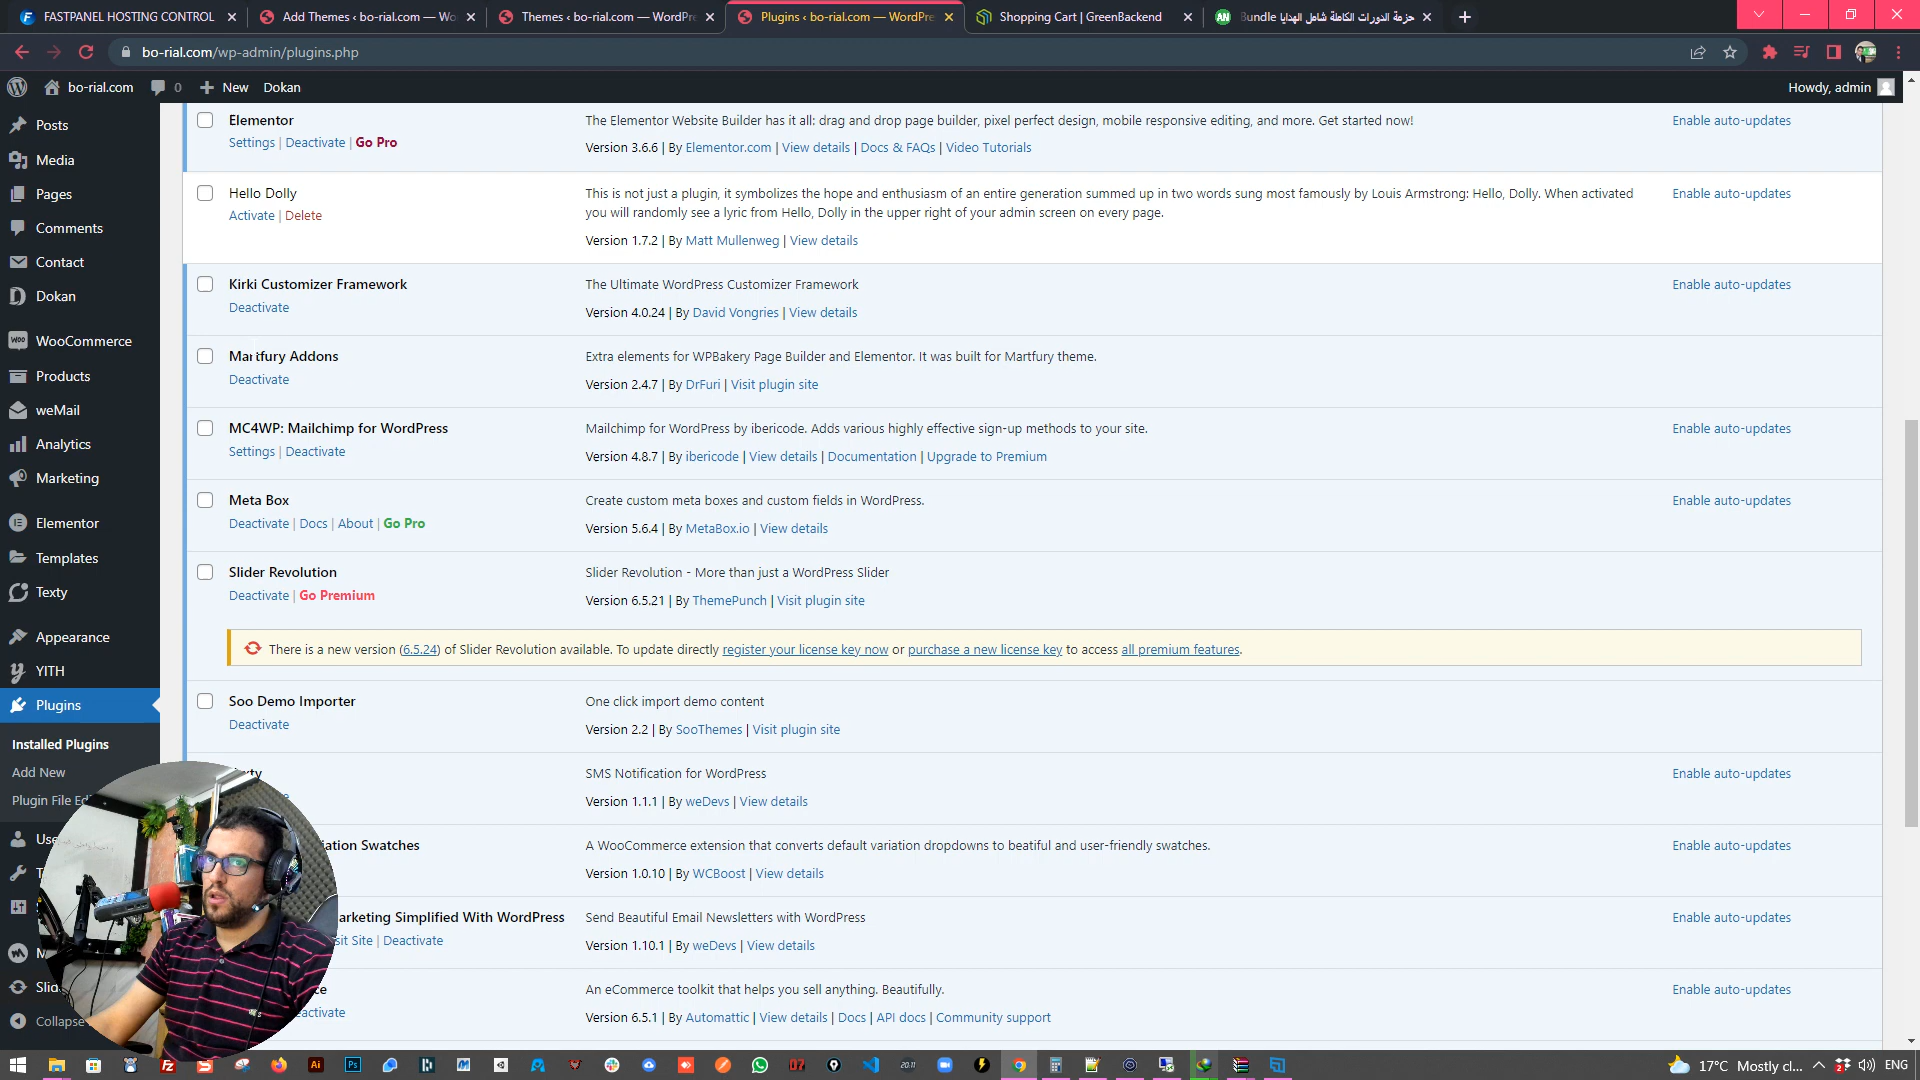 FASTPANEL HOSTING CONTROL
Add Themes ‹ bo-rial.com — Wo
Themes ‹ bo-rial.com — WordPre
Plugins ‹ bo-rial.com — WordPre
Shopping Cart | GreenBackend
حزمة الدورات الكاملة شامل الهدايا Bundle
bo-rial.com/wp-admin/plugins.php
bo-rial.com
0
New
Dokan
Howdy, admin
Posts
Media
Pages
Comments
Contact
Dokan
WooCommerce
Products
weMail
Analytics
Marketing
Elementor
Templates
Texty
Appearance
YITH
Plugins
Installed Plugins
Add New
Plugin File Ed
Use
Collapse
Elementor
Settings | Deactivate | Go Pro
The Elementor Website Builder has it all: drag and drop page builder, pixel perfect design, mobile responsive editing, and more. Get started now!
Version 3.6.6 | By Elementor.com | View details | Docs & FAQs | Video Tutorials
Enable auto-updates
Hello Dolly
Activate | Delete
This is not just a plugin, it symbolizes the hope and enthusiasm of an entire generation summed up in two words sung most famously by Louis Armstrong: Hello, Dolly. When activated
you will randomly see a lyric from Hello, Dolly in the upper right of your admin screen on every page.
Version 1.7.2 | By Matt Mullenweg | View details
Enable auto-updates
Kirki Customizer Framework
Deactivate
The Ultimate WordPress Customizer Framework
Version 4.0.24 | By David Vongries | View details
Enable auto-updates
Martfury Addons
Deactivate
Extra elements for WPBakery Page Builder and Elementor. It was built for Martfury theme.
Version 2.4.7 | By DrFuri | Visit plugin site
MC4WP: Mailchimp for WordPress
Settings | Deactivate
Mailchimp for WordPress by ibericode. Adds various highly effective sign-up methods to your site.
Version 4.8.7 | By ibericode | View details | Documentation | Upgrade to Premium
Enable auto-updates
Meta Box
Deactivate | Docs | About | Go Pro
Create custom meta boxes and custom fields in WordPress.
Version 5.6.4 | By MetaBox.io | View details
Enable auto-updates
Slider Revolution
Deactivate | Go Premium
Slider Revolution - More than just a WordPress Slider
Version 6.5.21 | By ThemePunch | Visit plugin site
There is a new version (6.5.24) of Slider Revolution available. To update directly register your license key now or purchase a new license key to access all premium features.
Soo Demo Importer
Deactivate
One click import demo content
Version 2.2 | By SooThemes | Visit plugin site
SMS Notification for WordPress
Version 1.1.1 | By weDevs | View details
Enable auto-updates
iation Swatches
A WooCommerce extension that converts default variation dropdowns to beatiful and user-friendly swatches.
Version 1.0.10 | By WCBoost | View details
Enable auto-updates
arketing Simplified With WordPress
sit Site | Deactivate
Send Beautiful Email Newsletters with WordPress
Version 1.10.1 | By weDevs | View details
Enable auto-updates
ce
eactivate
An eCommerce toolkit that helps you sell anything. Beautifully.
Version 6.5.1 | By Automattic | View details | Docs | API docs | Community support
Enable auto-updates
17°C Mostly cl...
ENG